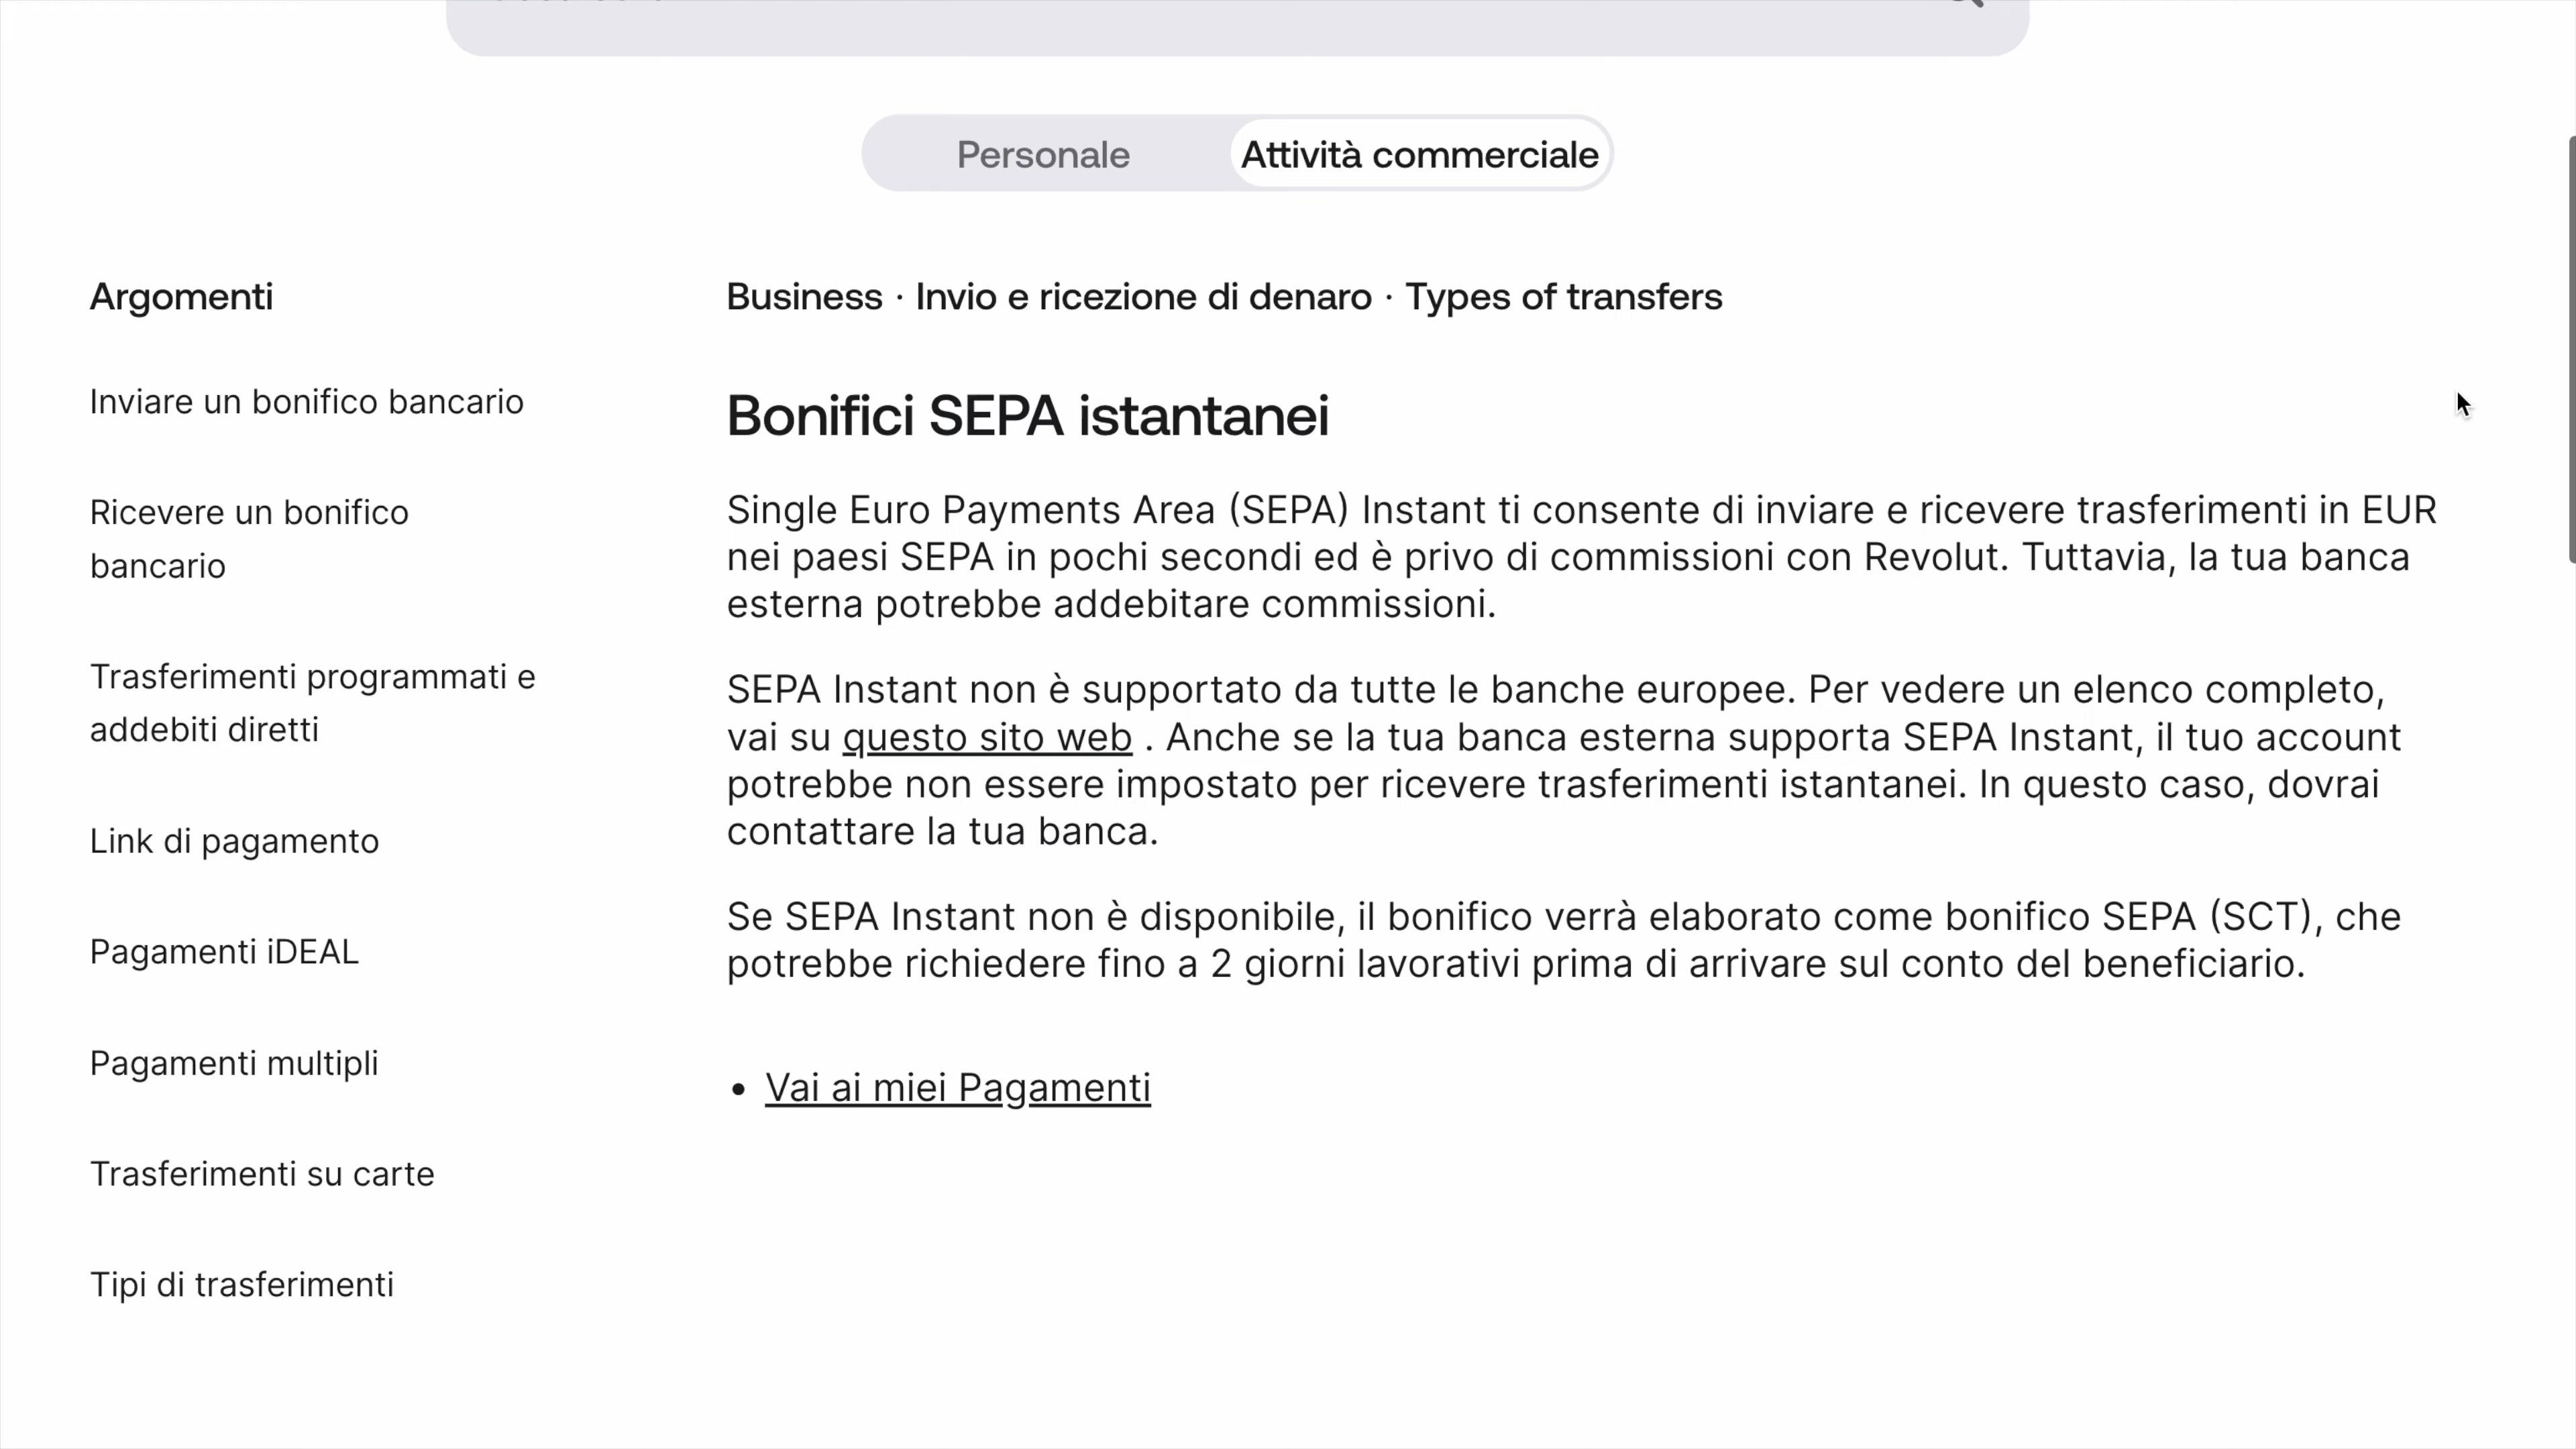 Personale
Attività commerciale
Argomenti
Inviare un bonifico bancario
Ricevere un bonifico
bancario
Trasferimenti programmati e
addebiti diretti
Link di pagamento
Pagamenti iDEAL
Pagamenti multipli
Trasferimenti su carte
Tipi di trasferimenti
Business · Invio e ricezione di denaro · Types of transfers
Bonifici SEPA istantanei
Single Euro Payments Area (SEPA) Instant ti consente di inviare e ricevere trasferimenti in EUR
nei paesi SEPA in pochi secondi ed è privo di commissioni con Revolut. Tuttavia, la tua banca
esterna potrebbe addebitare commissioni.
SEPA Instant non è supportato da tutte le banche europee. Per vedere un elenco completo,
vai su questo sito web . Anche se la tua banca esterna supporta SEPA Instant, il tuo account
potrebbe non essere impostato per ricevere trasferimenti istantanei. In questo caso, dovrai
contattare la tua banca.
Se SEPA Instant non è disponibile, il bonifico verrà elaborato come bonifico SEPA (SCT), che
potrebbe richiedere fino a 2 giorni lavorativi prima di arrivare sul conto del beneficiario.
• Vai ai miei Pagamenti